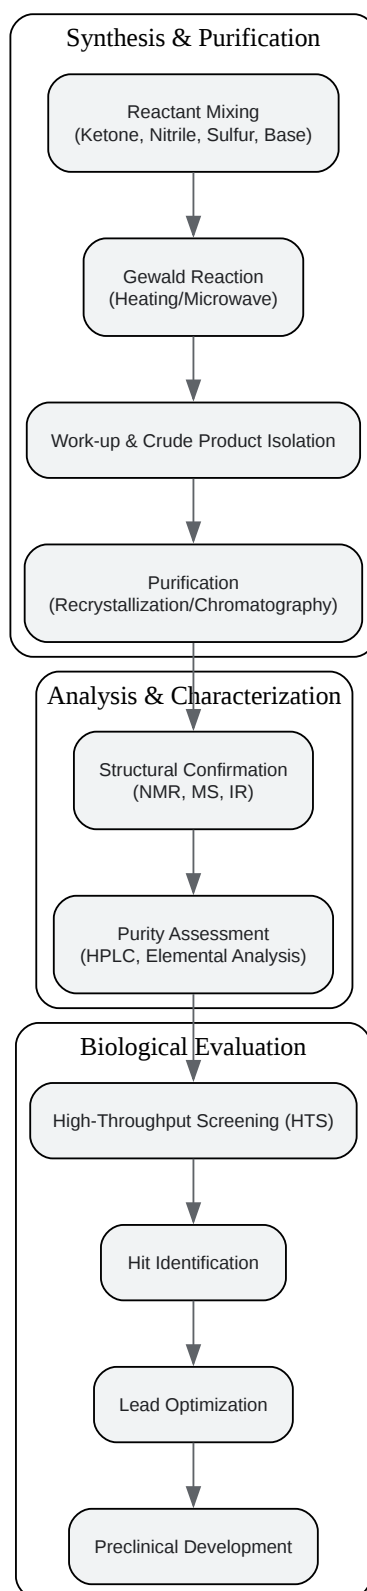 Synthesis & Purification
Reactant Mixing
(Ketone, Nitrile, Sulfur, Base)
Gewald Reaction
(Heating/Microwave)
Work-up & Crude Product Isolation
Purification
(Recrystallization/Chromatography)
Analysis & Characterization
Structural Confirmation
(NMR, MS, IR)
Purity Assessment
(HPLC, Elemental Analysis)
Biological Evaluation
High-Throughput Screening (HTS)
Hit Identification
Lead Optimization
Preclinical Development